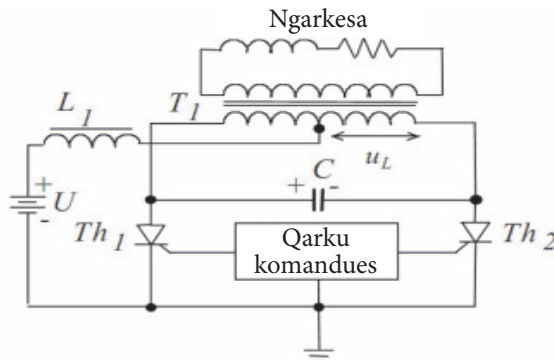 Ngarkesa
T1
L1
uL
+ C -
+
U
-
Th1
Qarku
komandues
Th2